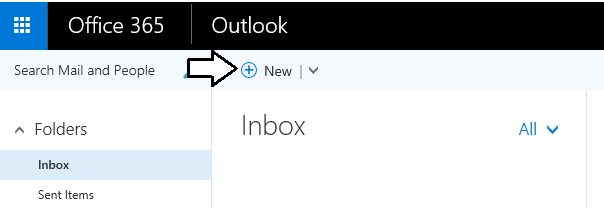 Office 365 Outlook
Search Mail and People New
Folders
Inbox All
Inbox
Sent Items